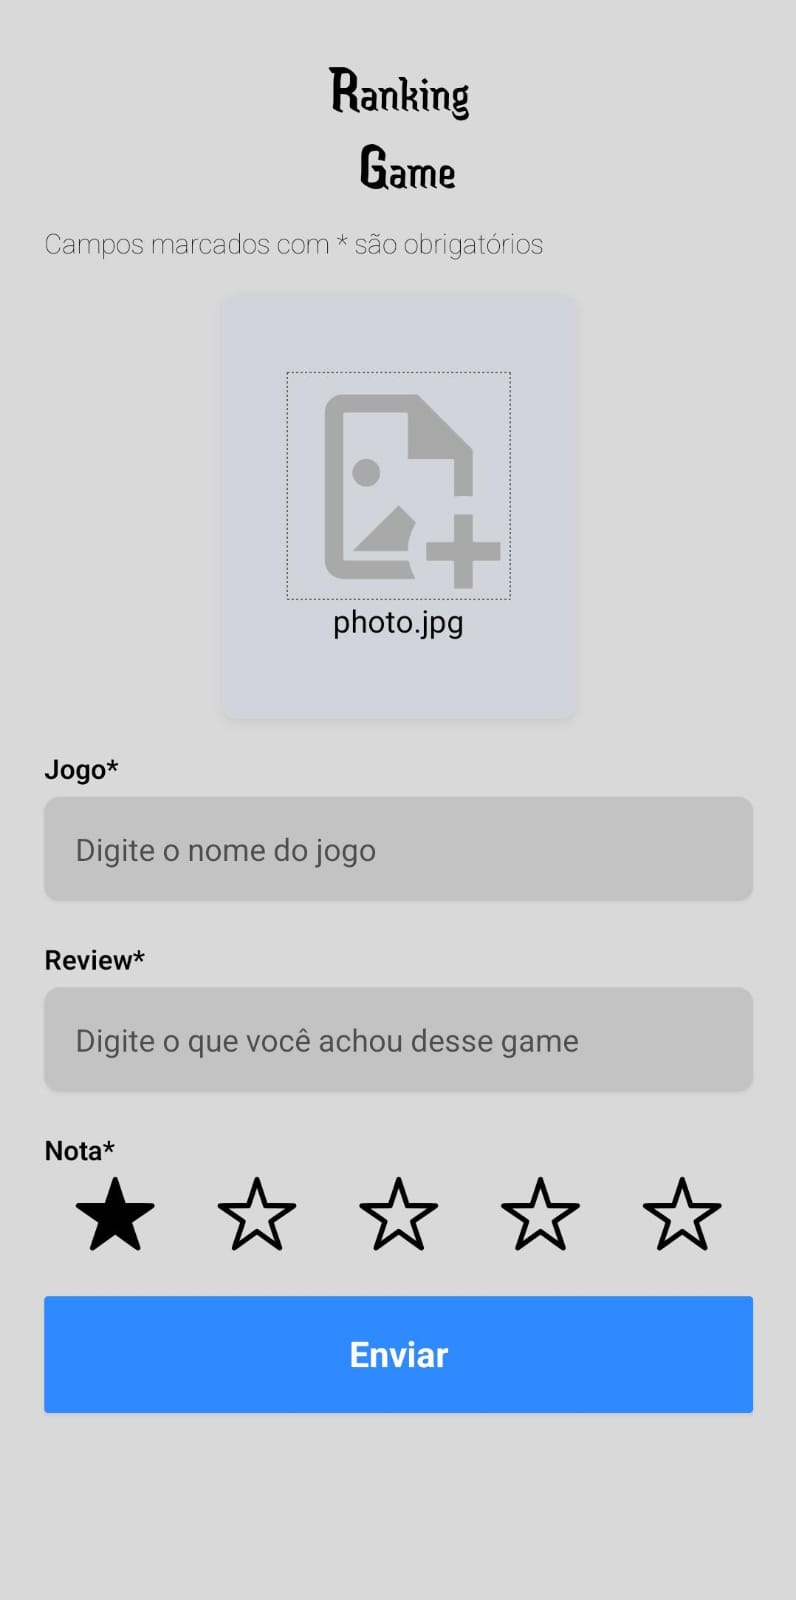 Ranking
Game
Campos marcados com * são obrigatórios
photo.jpg
Jogo*
Digite o nome do jogo
Review*
Digite o que você achou desse game
Nota*
Enviar